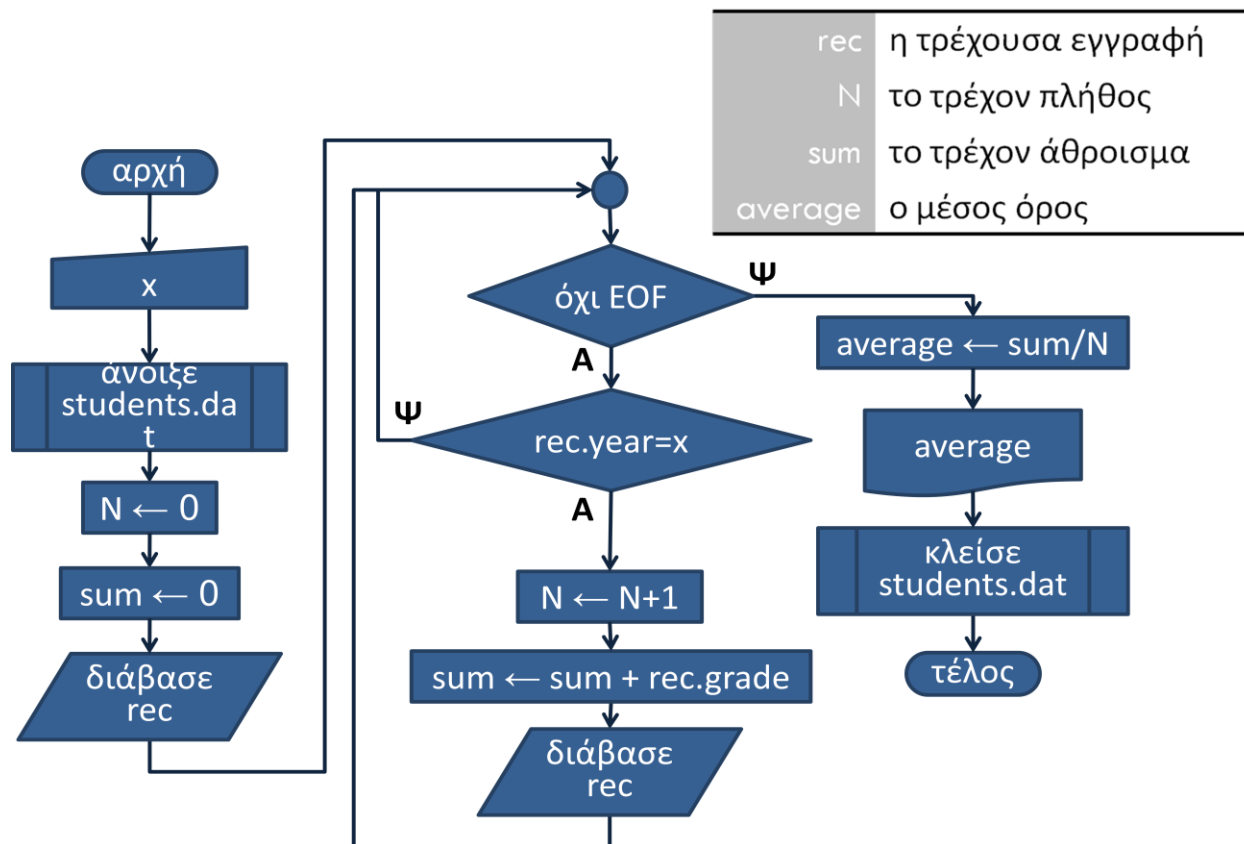 rec η τρέχουσα εγγραφή
N το τρέχον πλήθος
sum το τρέχον άθροισμα
average ο μέσος όρος
αρχή
x
άνοιξε
students.da
t
N ← 0
sum ← 0
διάβασε
rec
όχι EOF
Ψ
Α
rec.year=x
Ψ
Α
N ← N+1
sum ← sum + rec.grade
διάβασε
rec
average ← sum/N
average
κλείσε
students.dat
τέλος